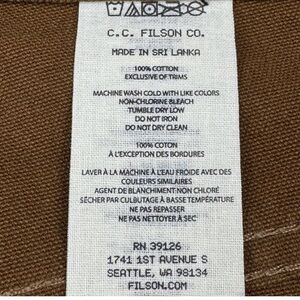 C.C. FILSON CO.
MADE IN SRI LANKA
100% COTTON
EXCLUSIVE OF TRIMS
MACHINE WASH COLD WITH LIKE COLORS
NON-CHLORINE BLEACH
TUMBLE DRY LOW
DO NOT IRON
DO NOT DRY CLEAN
100% COTON
À L'EXCEPTION DES BORDURES
LAVER À LA MACHINE À L'EAU FROIDE AVEC DES
COULEURS SIMILAIRES
AGENT DE BLANCHIMENT NON CHLORÉ
SÉCHER PAR CULBUTAGE À BASSE TEMPÉRATURE
NE PAS REPASSER
NE PAS NETTOYER À SEC
RN 39126
1741 1ST AVENUE S
SEATTLE, WA 98134
FILSON.COM